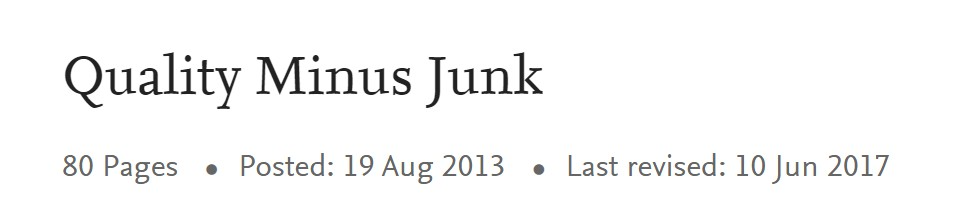 Quality Minus Junk
80 Pages • Posted: 19 Aug 2013 • Last revised: 10 Jun 2017